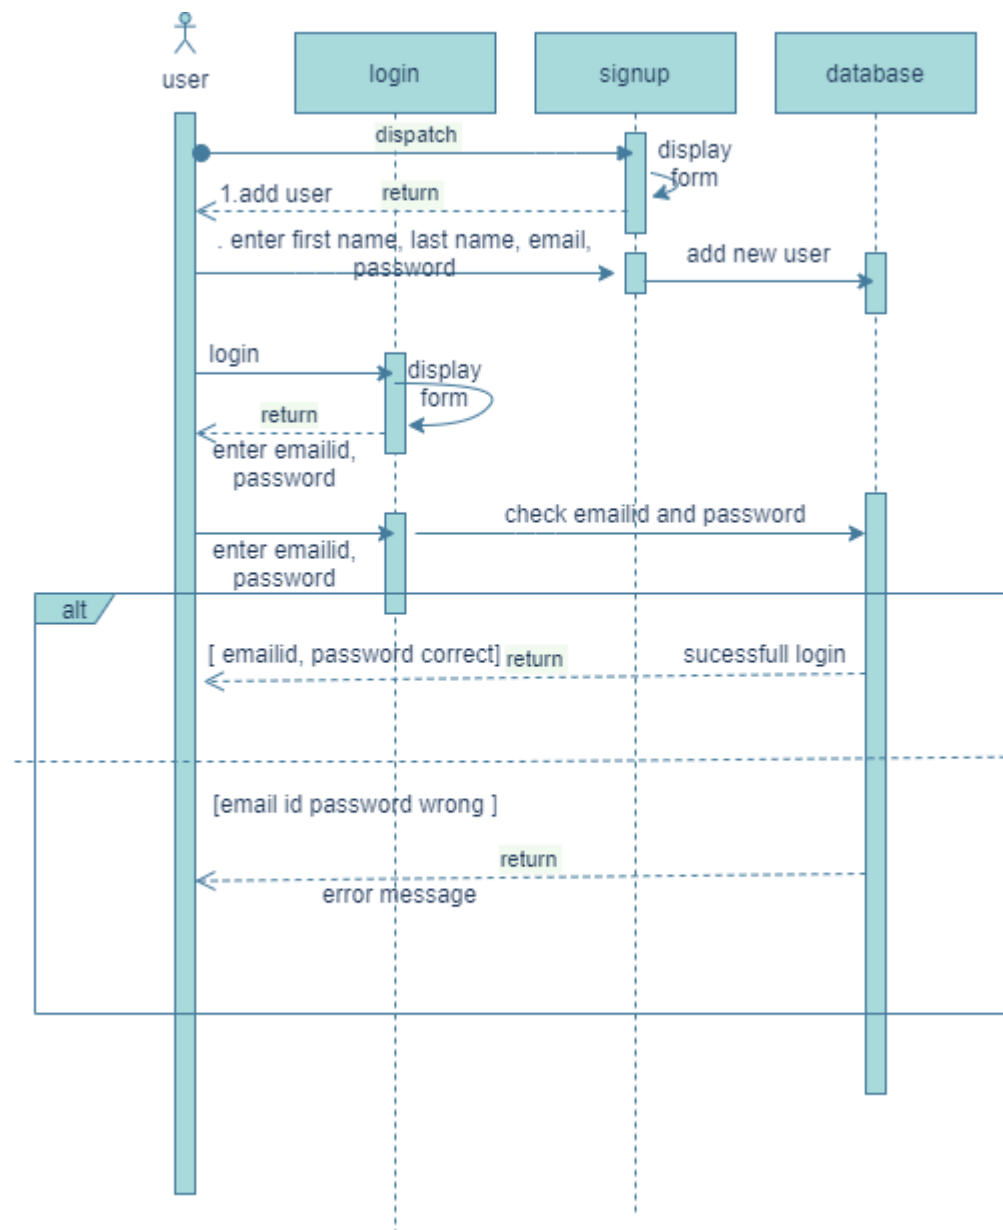 user
login
signup
database
dispatch
display
form
1.add user
return
. enter first name, last name, email,
password
add new user
login
display
form
return
enter emailid,
password
check emailid and password
enter emailid,
password
alt
[ emailid, password correct]
return
sucessfull login
[email id password wrong ]
return
error message